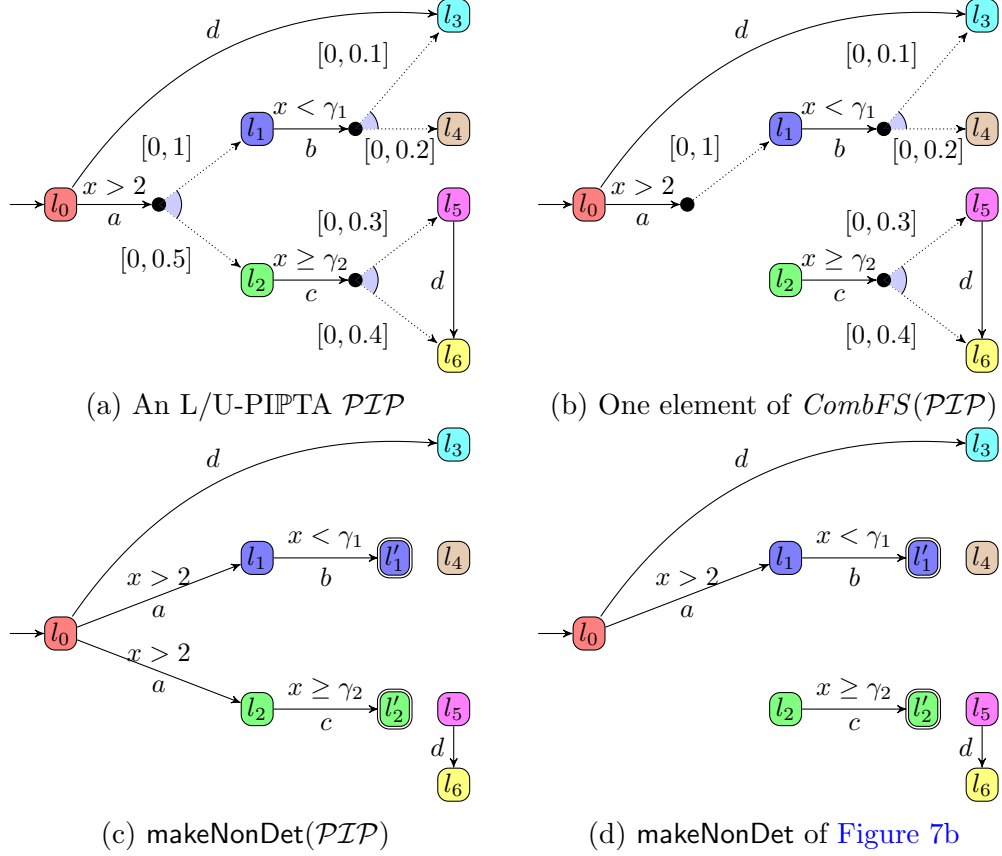 d
l₃
l₃
[0, 0.1]
[0, 0.1]
[0, 1]
l₁
x < γ₁
b
l₄
[0, 0.2]
[0, 1]
l₁
x < γ₁
b
l₄
[0, 0.2]
l₀
x > 2
a
[0, 0.3]
l₅
l₀
x > 2
a
[0, 0.3]
l₅
[0, 0.5]
l₂
x ≥ γ₂
c
d
l₂
x ≥ γ₂
c
d
[0, 0.4]
l₆
[0, 0.4]
l₆
(a) An L/U-PIℙTA 𝒫ℐ𝒫
(b) One element of CombFS(𝒫ℐ𝒫)
d
l₃
d
l₃
l₁
x < γ₁
b
l′₁
l₄
l₁
x < γ₁
b
l′₁
l₄
x > 2
a
x > 2
a
l₀
l₀
x > 2
a
l₂
x ≥ γ₂
c
l′₂
l₅
l₂
x ≥ γ₂
c
l′₂
l₅
d
d
l₆
l₆
(c) makeNonDet(𝒫ℐ𝒫)
(d) makeNonDet of Figure 7b